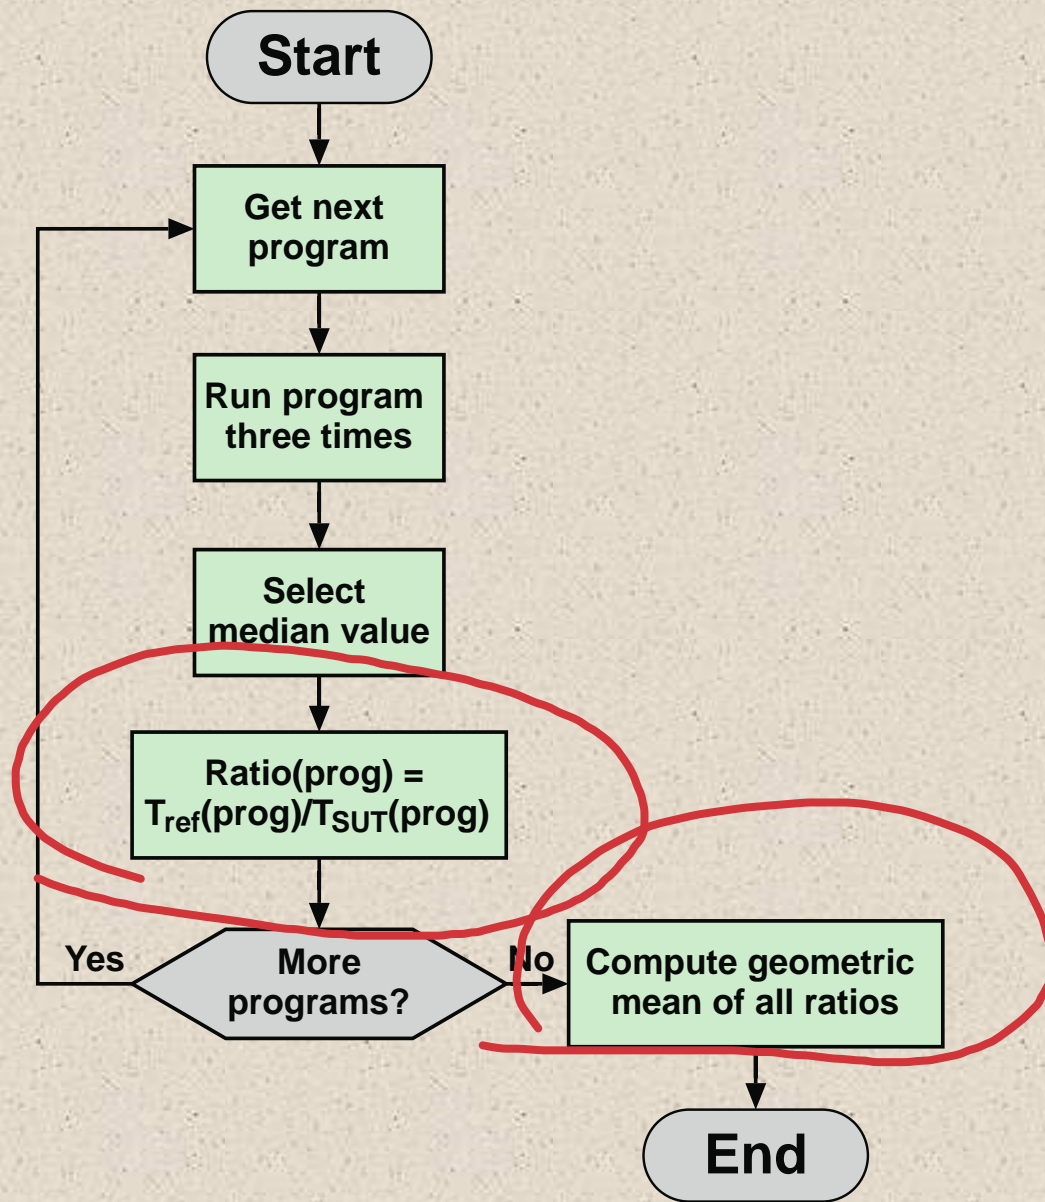 Start
Get next
program
Run program
three times
Select
median value
Ratio(prog) =
Tref(prog)/TSUT(prog)
More
programs?
Yes
No
Compute geometric
mean of all ratios
End